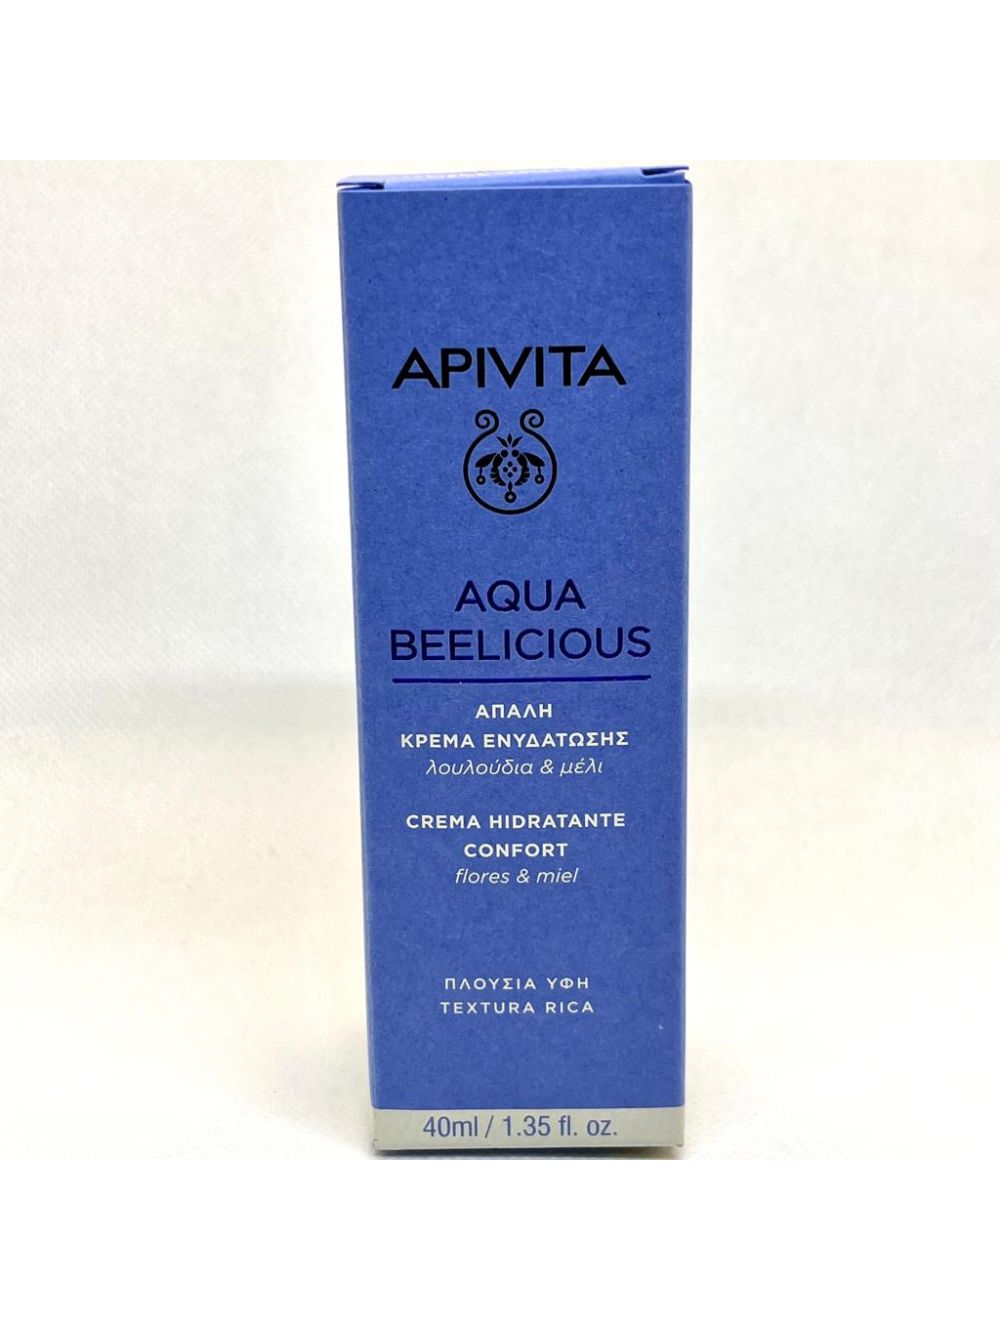 APIVITA
AQUA
BEELICIOUS
ΑΠΑΛΗ
ΚΡΕΜΑ ΕΝΥΔΑΤΩΣΗΣ
λουλούδια & μέλι
CREMA HIDRATANTE
CONFORT
flores & miel
ΠΛΟΥΣΙΑ ΥΦΗ
TEXTURA RICA
40ml / 1.35 fl. oz.